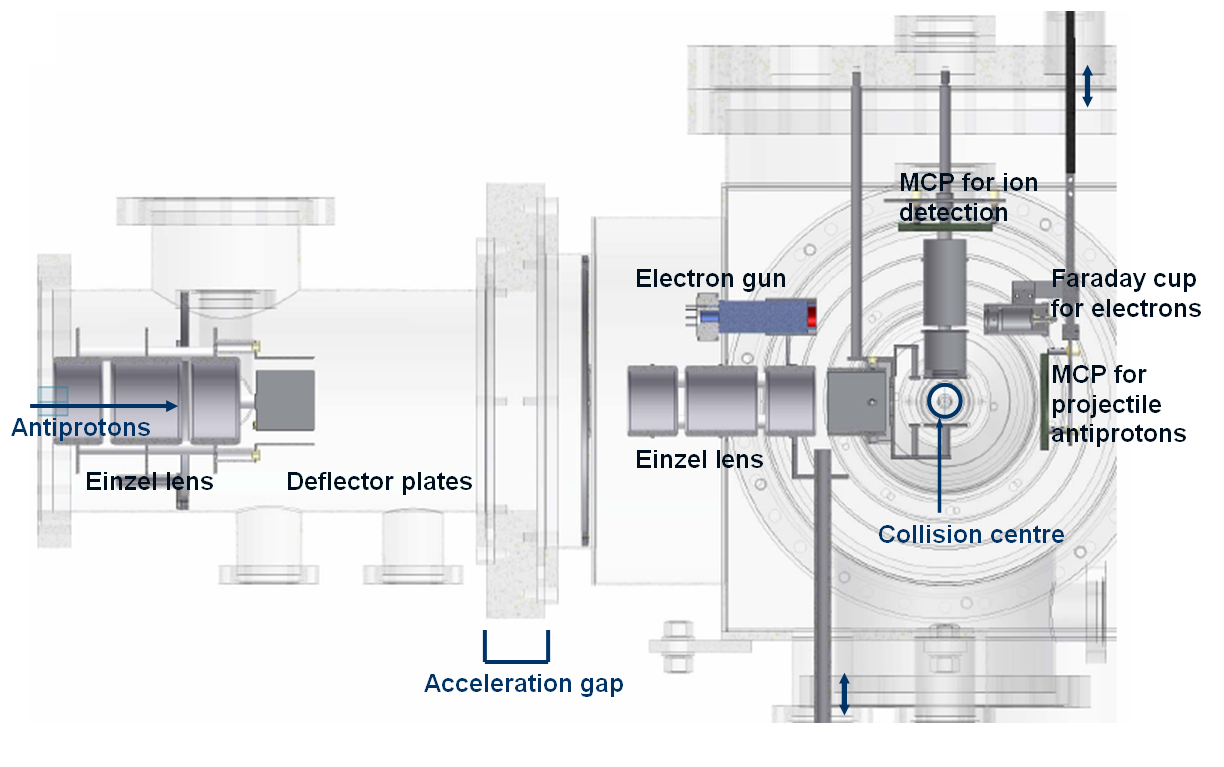 MCP for ion
detection
Electron gun
Faraday cup
for electrons
MCP for
projectile
antiprotons
Antiprotons
Einzel lens
Einzel lens
Deflector plates
Collision centre
Acceleration gap